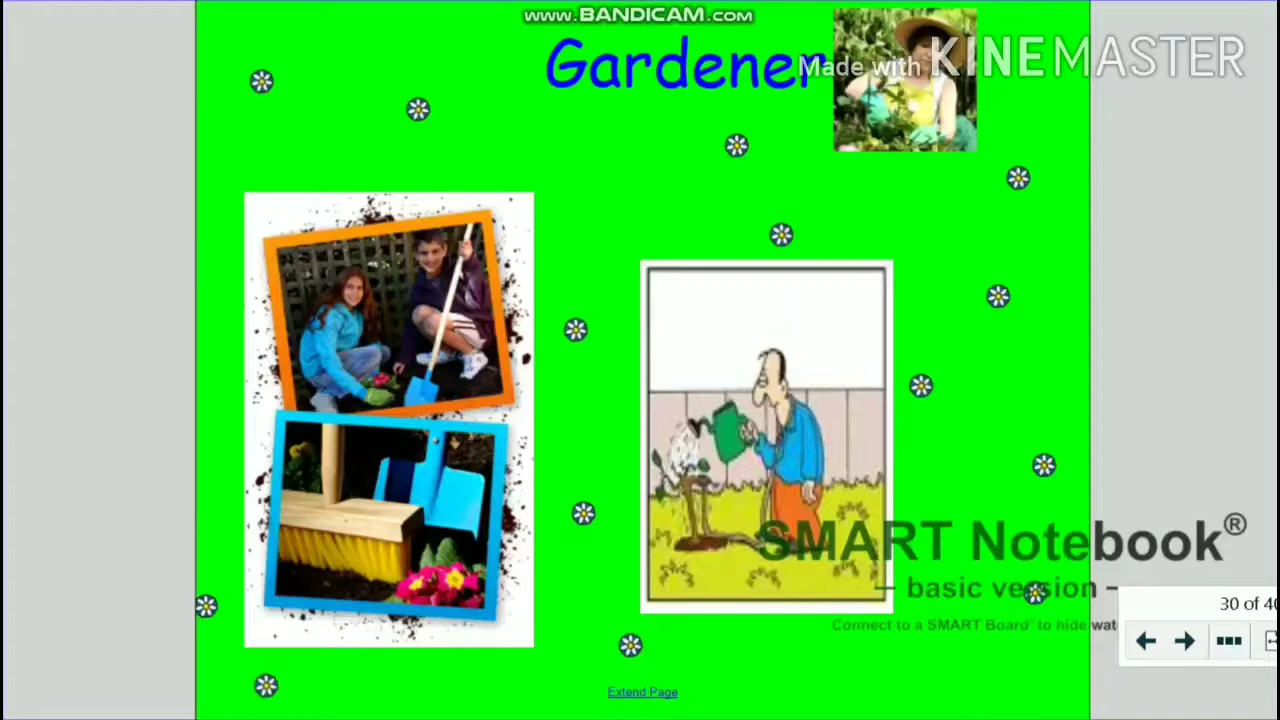 www.BANDICAM.com
Gardener
Made with KINEMASTER
SMART Notebook®
— basic version —
Connect to a SMART Board® to hide wat
30 of 40
Extend Page